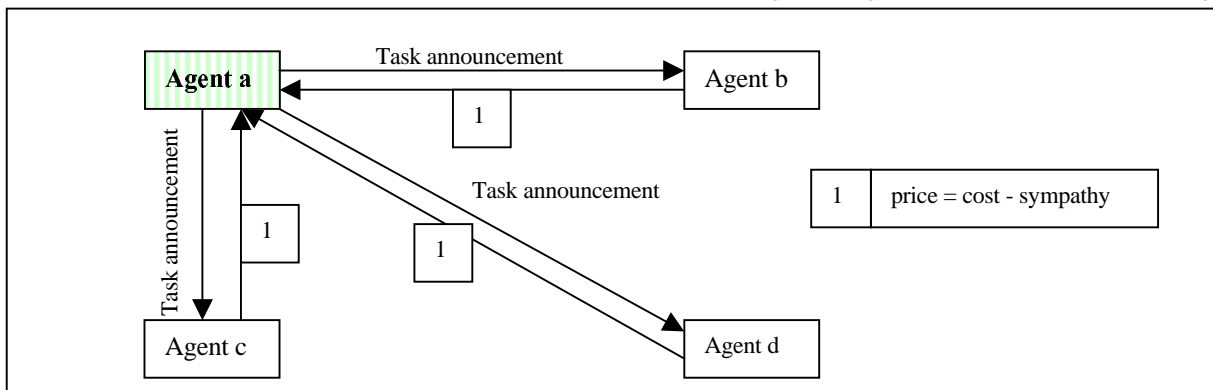 Task announcement
Agent a
Agent b
1
Task announcement
Task announcement
1 price = cost - sympathy
1
1
Agent c
Agent d